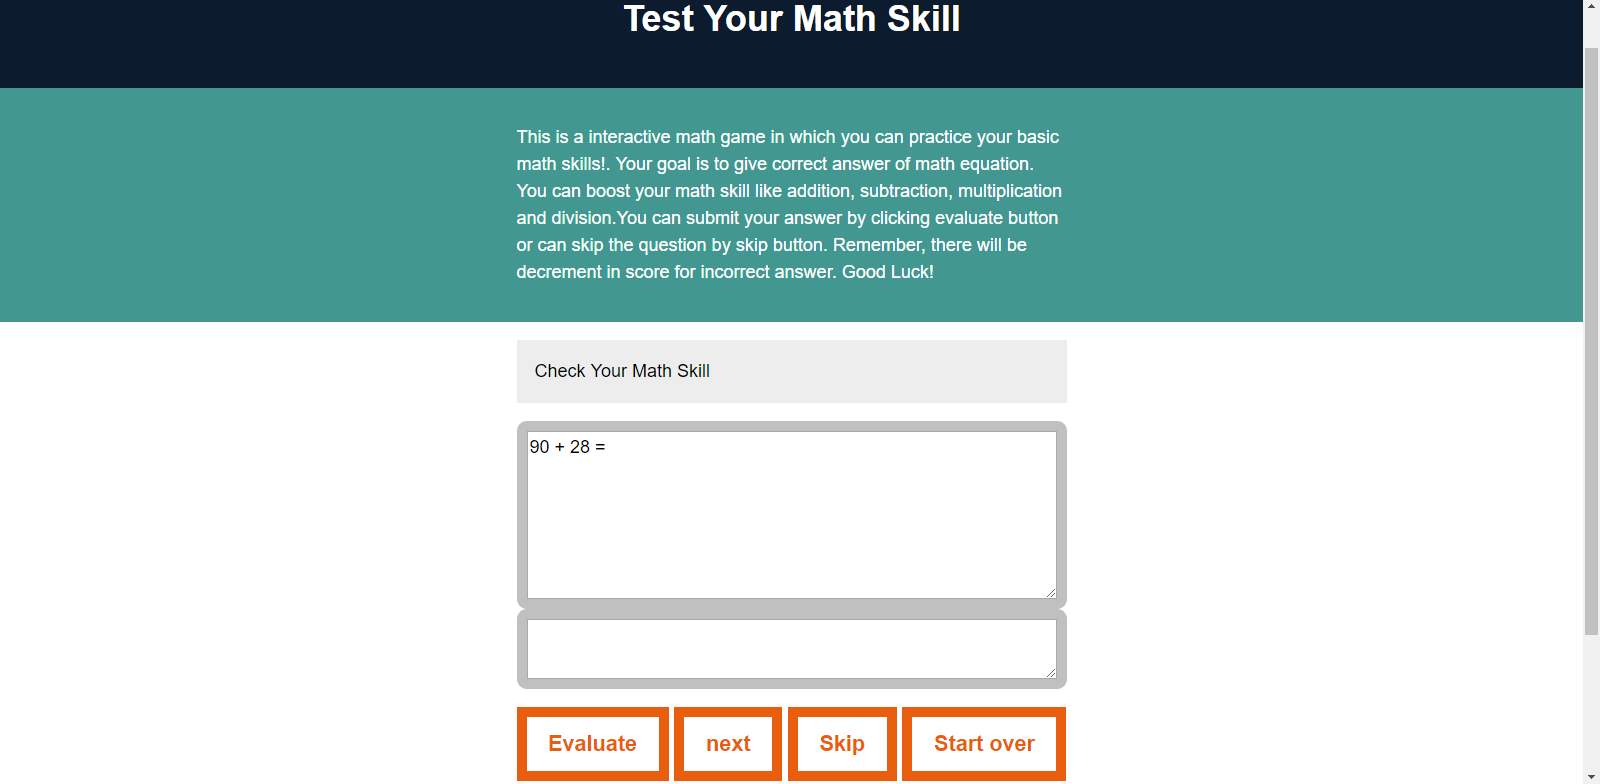 Test Your Math Skill
This is a interactive math game in which you can practice your basic
math skills!. Your goal is to give correct answer of math equation.
You can boost your math skill like addition, subtraction, multiplication
and division.You can submit your answer by clicking evaluate button
or can skip the question by skip button. Remember, there will be
decrement in score for incorrect answer. Good Luck!
Check Your Math Skill
90 + 28 =
Evaluate
next
Skip
Start over